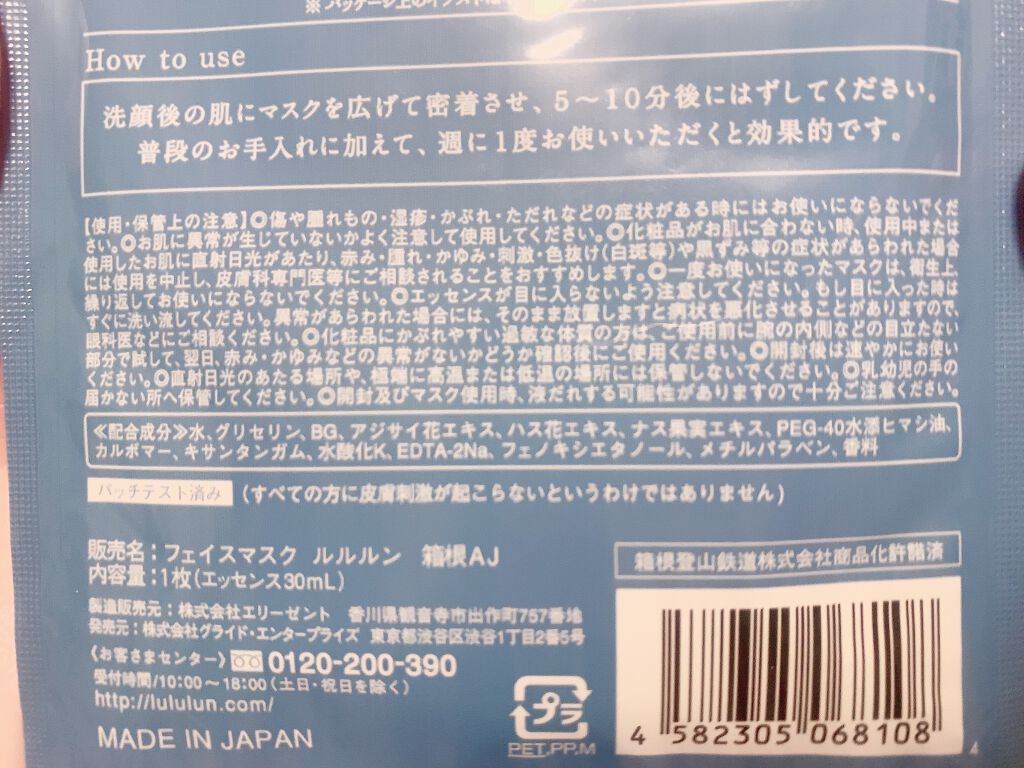 ※パッケージ上のイラストは
How to use
洗顔後の肌にマスクを広げて密着させ、5〜10分後にはずしてください。
普段のお手入れに加えて、週に1度お使いいただくと効果的です。
【使用・保管上の注意】◎傷や腫れもの・湿疹・かぶれ・ただれなどの症状がある時にはお使いにならないでくだ
さい。◎お肌に異常が生じていないかよく注意して使用してください。◎化粧品がお肌に合わない時、使用中または
使用したお肌に直射日光があたり、赤み・腫れ・かゆみ・刺激・色抜け(白斑等)や黒ずみ等の症状があらわれた場合
には使用を中止し、皮膚科専門医等にご相談されることをおすすめします。◎一度お使いになったマスクは、衛生上、
繰り返してお使いにならないでください。◎エッセンスが目に入らないよう注意してください。もし目に入った時は
すぐに洗い流してください。異常があらわれた場合には、そのまま放置しますと病状を悪化させることがありますので、
眼科医などにご相談ください。◎化粧品にかぶれやすい過敏な体質の方は、ご使用前に腕の内側などの目立たない
部分で試して、翌日、赤み・かゆみなどの異常がないかどうか確認後にご使用ください。◎開封後は速やかにお使い
ください。◎直射日光のあたる場所や、極端に高温または低温の場所には保管しないでください。◎乳幼児の手の
届かない所へ保管してください。◎開封及びマスク使用時、液だれする可能性がありますので十分ご注意ください。
≪配合成分≫水、グリセリン、BG、アジサイ花エキス、ハス花エキス、ナス果実エキス、PEG-40水添ヒマシ油、
カルボマー、キサンタンガム、水酸化K、EDTA-2Na、フェノキシエタノール、メチルパラベン、香料
パッチテスト済み (すべての方に皮膚刺激が起こらないというわけではありません)
販売名:フェイスマスク ルルルン 箱根AJ
内容量:1枚(エッセンス30mL)
製造販売元:株式会社エリーゼント 香川県観音寺市出作町757番地
発売元:株式会社グライド・エンタープライズ 東京都渋谷区渋谷1丁目2番5号
《お客さまセンター》 0120-200-390
受付時間/10:00〜18:00(土日・祝日を除く)
http://lululun.com/
MADE IN JAPAN
プラ
PET,PP,M
箱根登山鉄道株式会社商品化許諾済
4 582305 068108
4